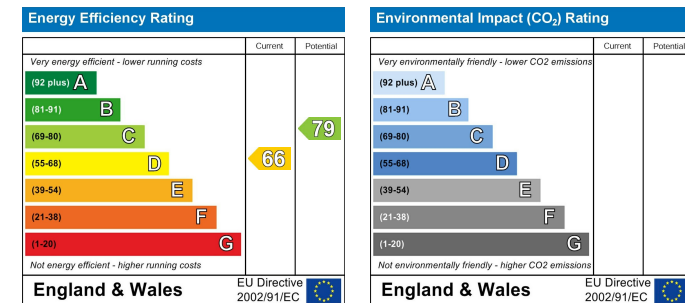 Energy Efficiency Rating
Current Potential
Very energy efficient - lower running costs
(92 plus) A
(81-91) B
(69-80) C
79
(55-68) D
66
(39-54) E
(21-38) F
(1-20) G
Not energy efficient - higher running costs
England & Wales
EU Directive
2002/91/EC
Environmental Impact (CO₂) Rating
Current Potential
Very environmentally friendly - lower CO2 emissions
(92 plus) A
(81-91) B
(69-80) C
(55-68) D
(39-54) E
(21-38) F
(1-20) G
Not environmentally friendly - higher CO2 emissions
England & Wales
EU Directive
2002/91/EC